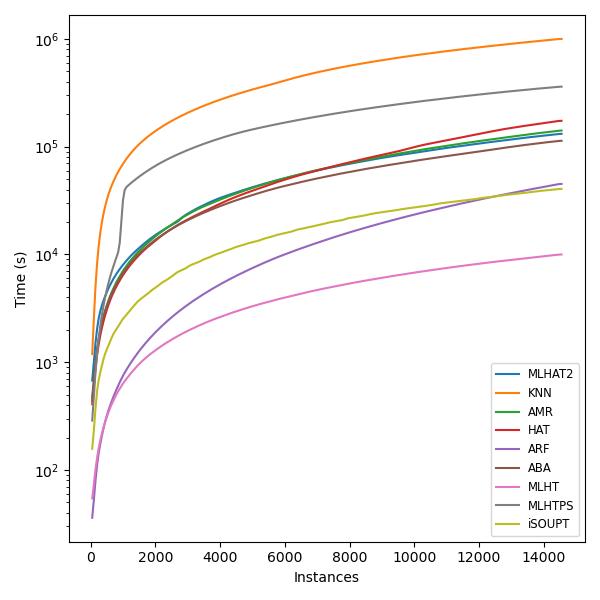 10^6
10^5
10^4
10^3
10^2
Time (s)
0 2000 4000 6000 8000 10000 12000 14000
Instances
MLHAT2
KNN
AMR
HAT
ARF
ABA
MLHT
MLHTPS
iSOUPT